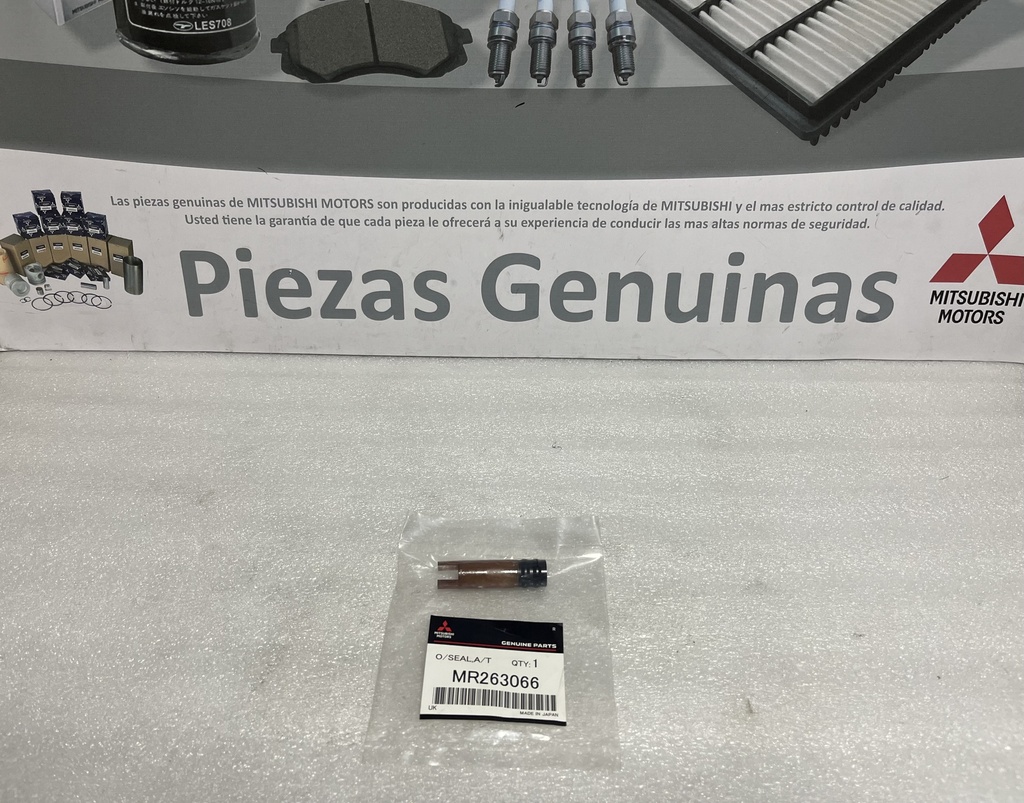 LES708
Las piezas genuinas de MITSUBISHI MOTORS son producidas con la inigualable tecnología de MITSUBISHI y el mas estricto control de calidad.
Usted tiene la garantía de que cada pieza le ofrecerá a su experiencia de conducir las mas altas normas de seguridad.
Piezas Genuinas
MITSUBISHI
MOTORS
MITSUBISHI
MOTORS
GENUINE PARTS
O/SEAL,A/T QTY:1
MR263066
UK
MADE IN JAPAN